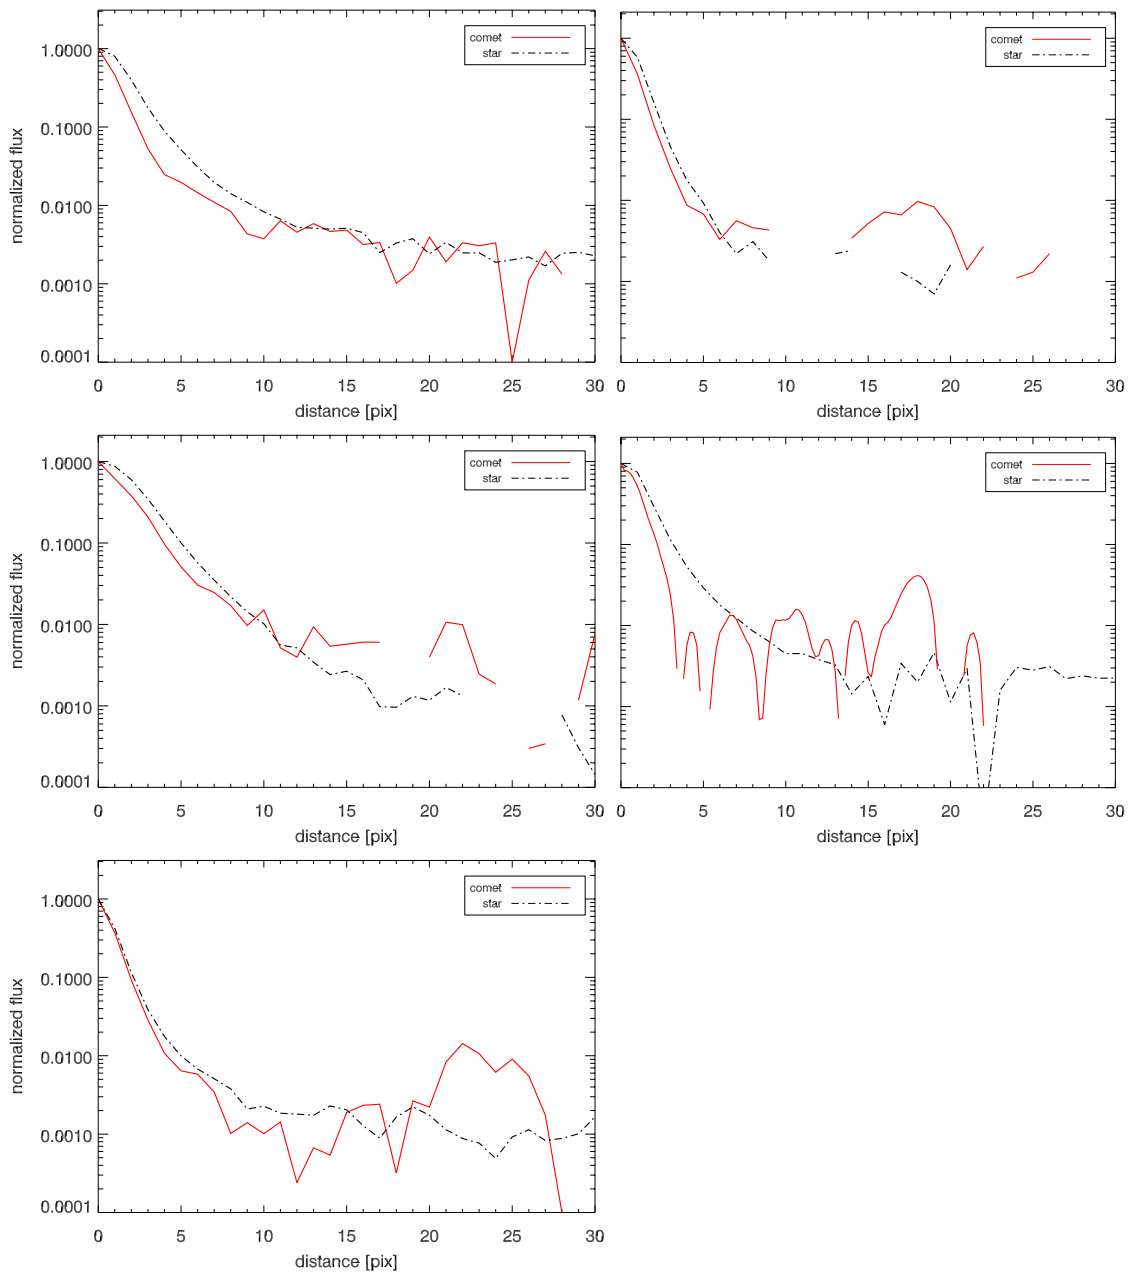 comet
star
1.0000
0.1000
0.0100
0.0010
0.0001
normalized flux
0 5 10 15 20 25 30
distance [pix]
comet
star
0 5 10 15 20 25 30
distance [pix]
comet
star
1.0000
0.1000
0.0100
0.0010
0.0001
normalized flux
0 5 10 15 20 25 30
distance [pix]
comet
star
0 5 10 15 20 25 30
distance [pix]
comet
star
1.0000
0.1000
0.0100
0.0010
0.0001
normalized flux
0 5 10 15 20 25 30
distance [pix]